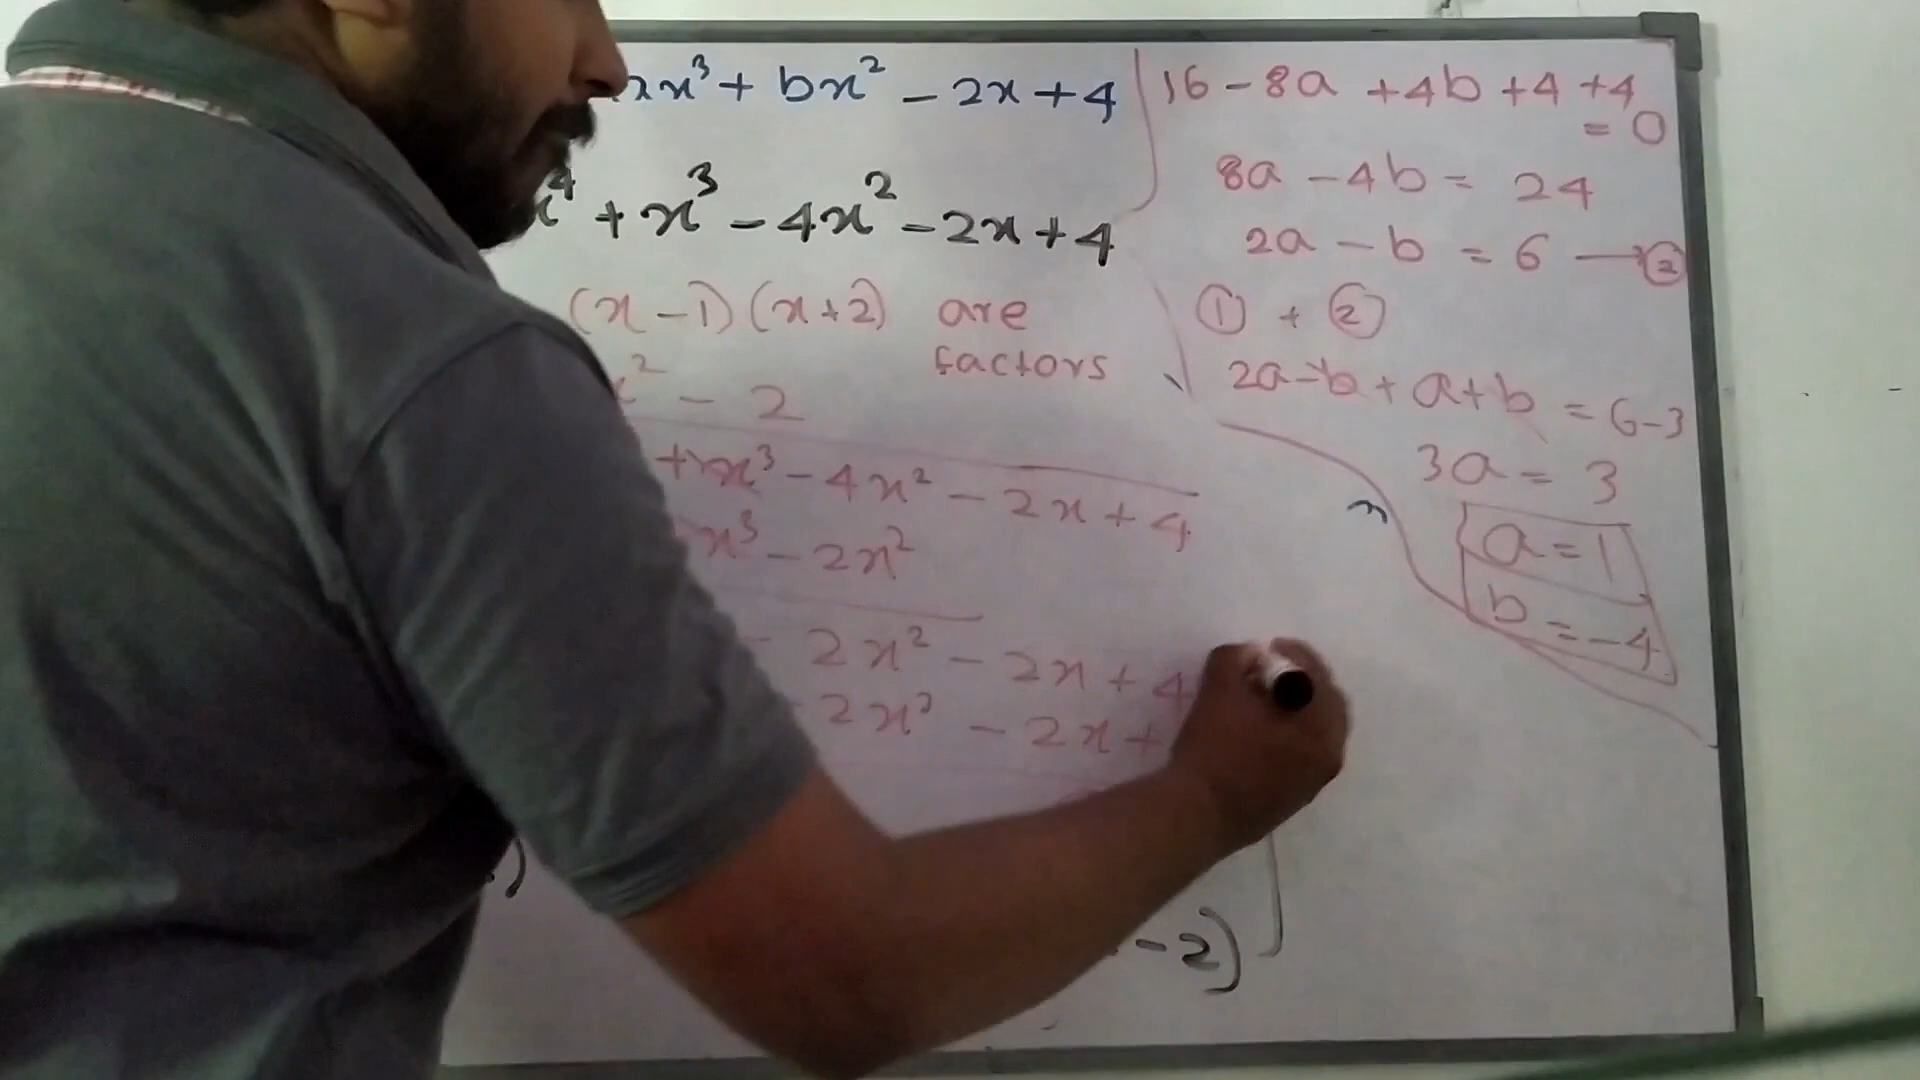 x³ + bx² - 2x + 4
x⁴ + x³ - 4x² - 2x + 4
(x - 1) (x + 2) are
factors
x² - 2
+ x³ - 4x² - 2x + 4
x³ - 2x²
- 2x² - 2x + 4
- 2x² - 2x +
)
- 2)
16 - 8a + 4b + 4 + 4
= 0
8a - 4b = 24
2a - b = 6 → ②
① + ②
2a - b + a + b = 6 - 3
3a = 3
a = 1
b = -4